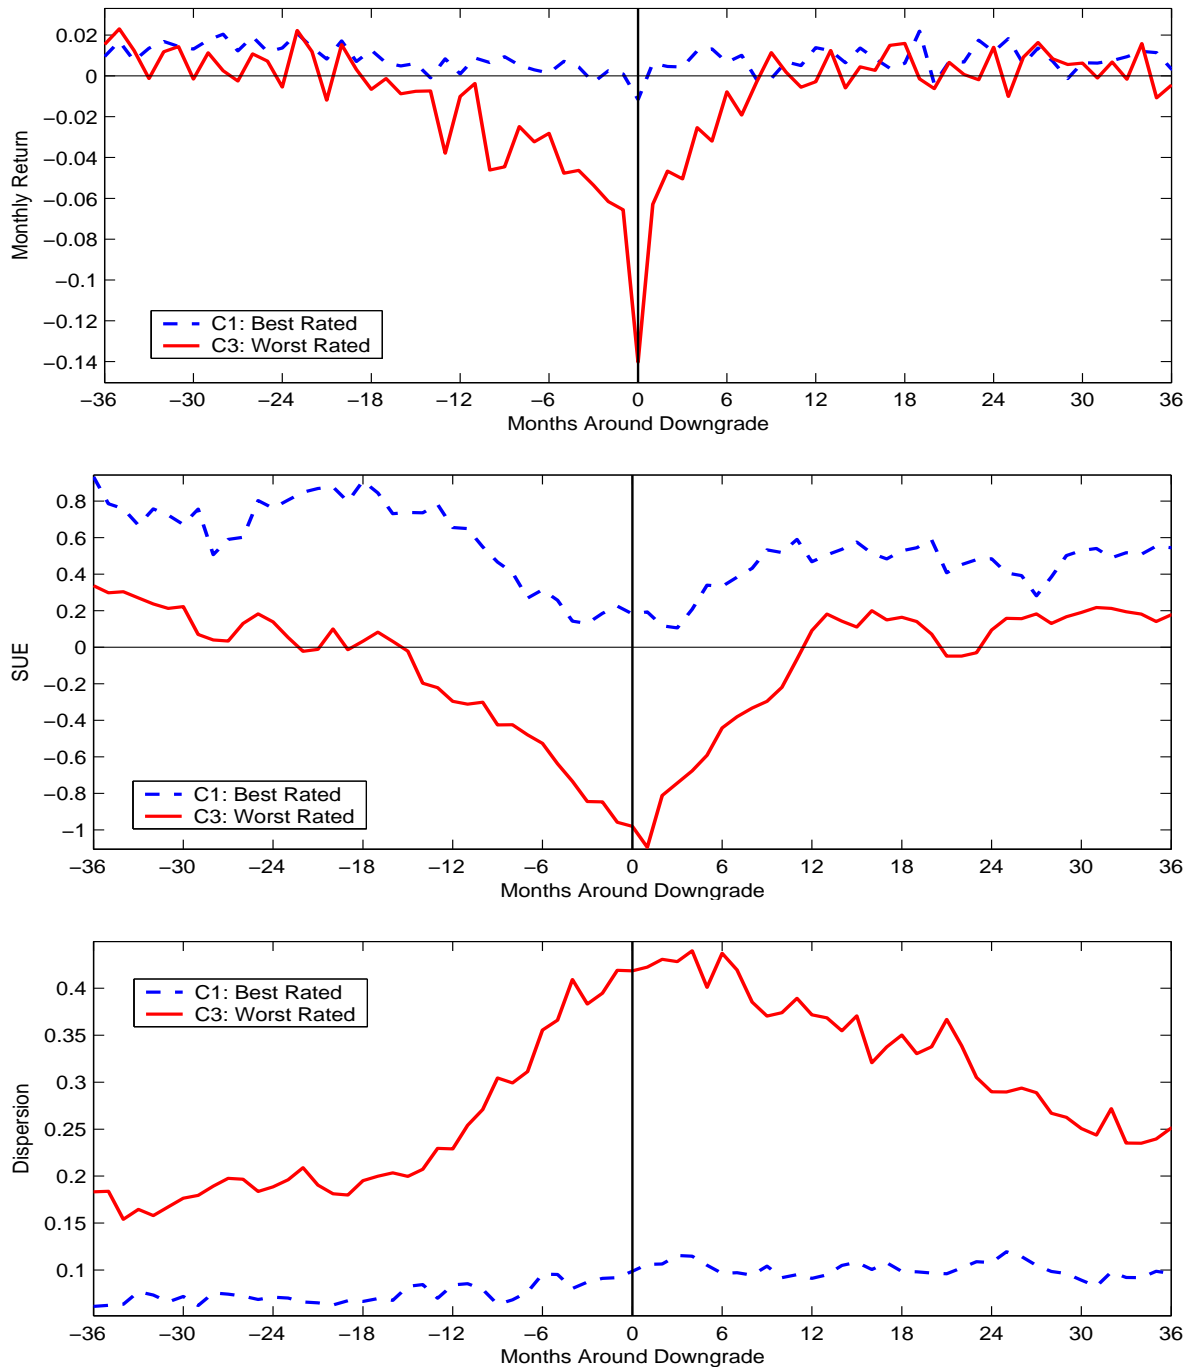 0.02
0
−0.02
−0.04
−0.06
−0.08
−0.1
−0.12
−0.14
Monthly Return
C1: Best Rated
C3: Worst Rated
−36 −30 −24 −18 −12 −6 0 6 12 18 24 30 36
Months Around Downgrade
0.8
0.6
0.4
0.2
0
−0.2
−0.4
−0.6
−0.8
−1
SUE
C1: Best Rated
C3: Worst Rated
−36 −30 −24 −18 −12 −6 0 6 12 18 24 30 36
Months Around Downgrade
0.4
0.35
0.3
0.25
0.2
0.15
0.1
Dispersion
C1: Best Rated
C3: Worst Rated
−36 −30 −24 −18 −12 −6 0 6 12 18 24 30 36
Months Around Downgrade